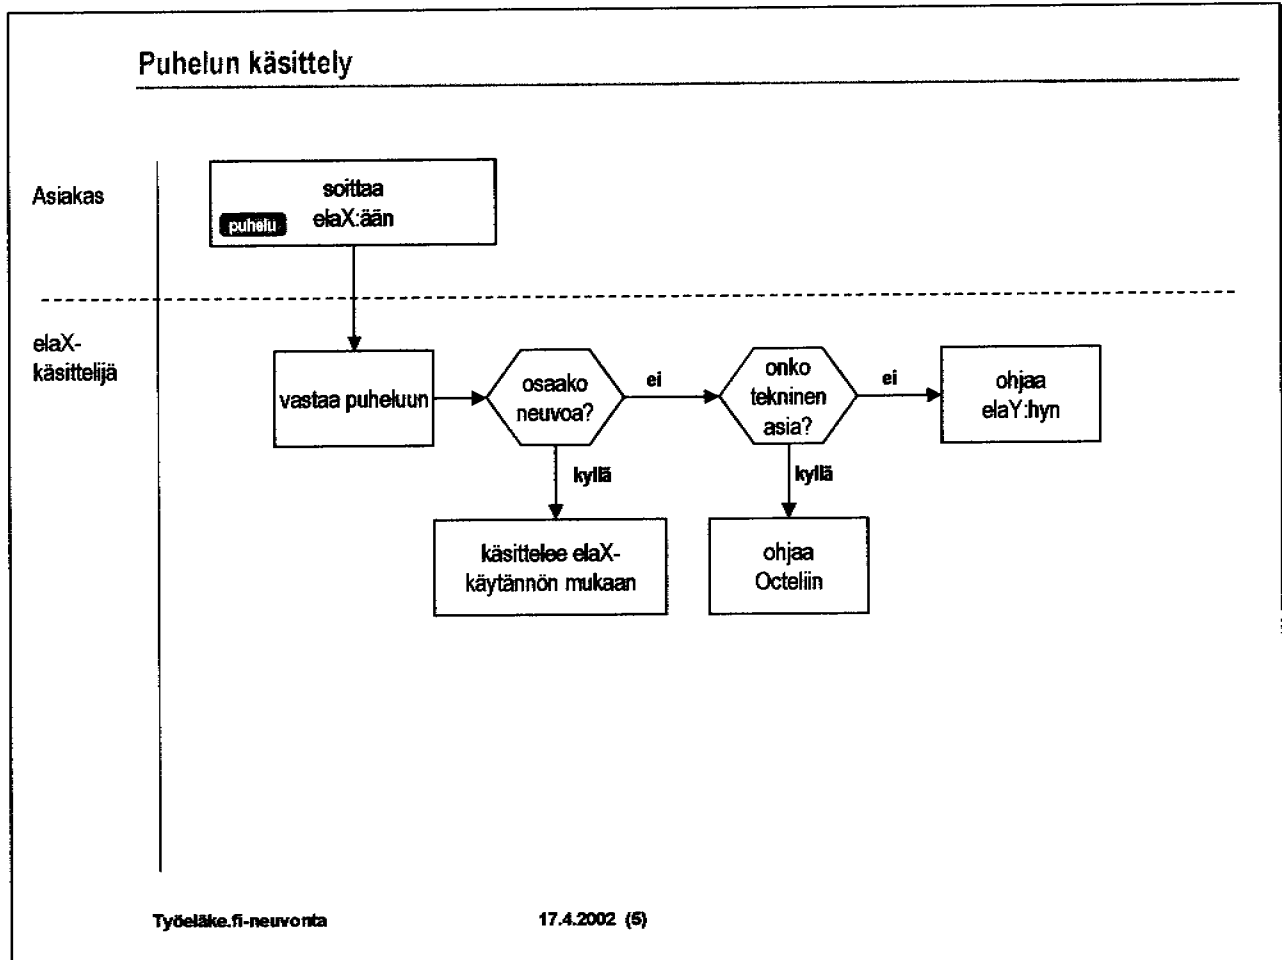 Puhelun käsittely
Asiakas
soittaa
puhelu elaX:ään
elaX-
käsittelijä
vastaa puheluun
osaako
neuvoa?
ei
onko
tekninen
asia?
ei
ohjaa
elaY:hyn
kyllä
kyllä
käsittelee elaX-
käytännön mukaan
ohjaa
Octeliin
Työeläke.fi-neuvonta 17.4.2002 (5)